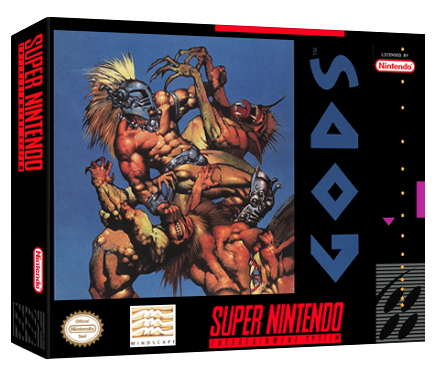 SUPER NINTENDO
ENTERTAINMENT SYSTEM
Nintendo
GODS
TM
LICENSED BY
Nintendo
Official
Nintendo
Seal
MINDSCAPE
SUPER NINTENDO
ENTERTAINMENT SYSTEM